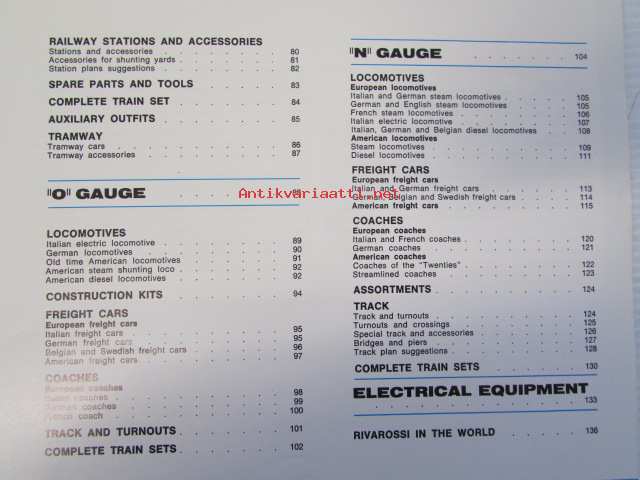 RAILWAY STATIONS AND ACCESSORIES
Stations and accessories . . . . . . . 80
Accessories for shunting yards . . . . . . 81
Station plans suggestions . . . . . . . 82
SPARE PARTS AND TOOLS . . . . . 83
COMPLETE TRAIN SET . . . . . . 84
AUXILIARY OUTFITS . . . . . . . 85
TRAMWAY
Tramway cars . . . . . . . . . 86
Tramway accessories . . . . . . . . 87
"O" GAUGE . . . . . . 88
Antikvariaatti.net
LOCOMOTIVES
Italian electric locomotive . . . . . . . 89
German locomotives . . . . . . . . 90
Old time American locomotives . . . . . . 91
American steam shunting loco . . . . . . 92
American diesel locomotives . . . . . . 92
CONSTRUCTION KITS . . . . . . 94
FREIGHT CARS
European freight cars
Italian freight cars . . . . . . . . 95
German freight cars . . . . . . . . 95
Belgian and Swedish freight cars . . . . . 96
American freight cars . . . . . . . 97
COACHES
European coaches
coaches . . . . . . . . . 98
German coaches . . . . . . . . . 99
French coach . . . . . . . . . 100
TRACK AND TURNOUTS . . . . . . 101
COMPLETE TRAIN SETS . . . . . . 102
"N" GAUGE . . . . . . 104
LOCOMOTIVES
European locomotives
Italian and German steam locomotives . . . . 105
German and English steam locomotives . . . . 105
French steam locomotives . . . . . . . 106
Italian electric locomotive . . . . . . . 107
Italian, German and Belgian diesel locomotives . . 108
American locomotives
Steam locomotives . . . . . . . . 109
Diesel locomotives . . . . . . . . 111
FREIGHT CARS
European freight cars
Italian and German freight cars . . . . . 113
German, Belgian and Swedish freight cars . . . 114
American freight cars . . . . . . . 115
COACHES
European coaches
Italian and French coaches . . . . . . 120
German coaches . . . . . . . . . 121
American coaches
Coaches of the "Twenties" . . . . . . 122
Streamlined coaches . . . . . . . . 123
ASSORTMENTS . . . . . . . . 124
TRACK
Track and turnouts . . . . . . . . 124
Turnouts and crossings . . . . . . . 125
Special track and accessories . . . . . . 126
Bridges and piers . . . . . . . . 127
Track plan suggestions . . . . . . . 128
COMPLETE TRAIN SETS . . . . . . 130
ELECTRICAL EQUIPMENT
. . . . . . . . . . 133
RIVAROSSI IN THE WORLD . . . . . 136